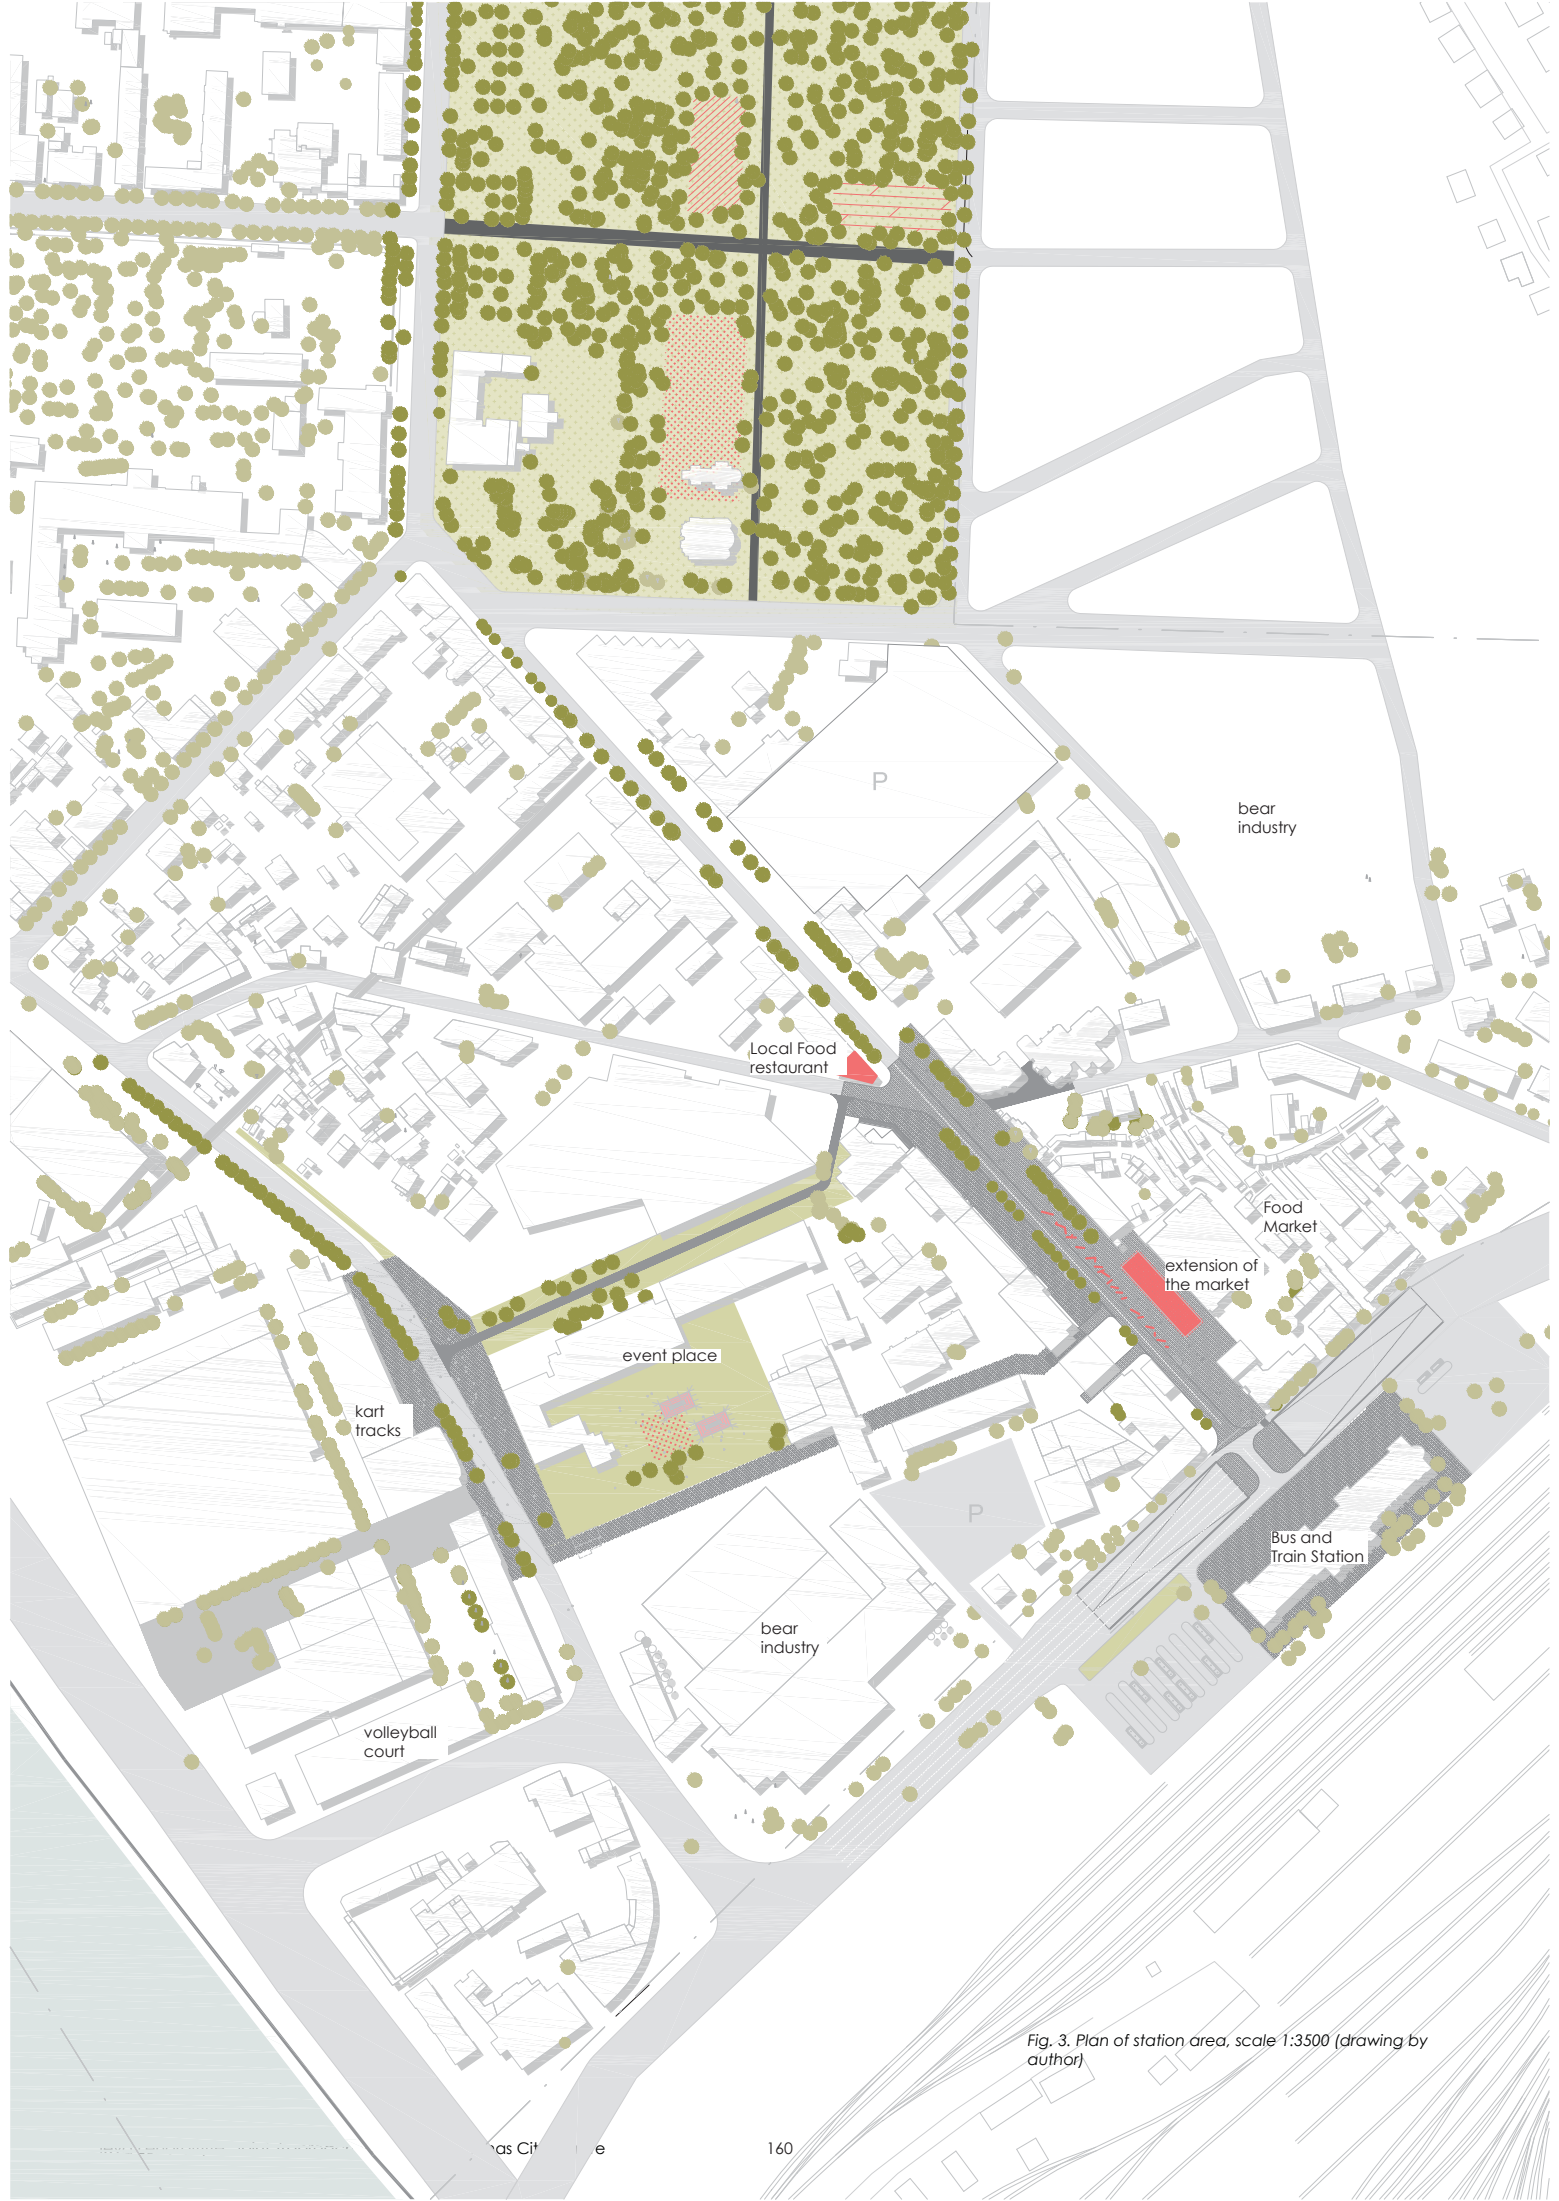 P
bear
industry
Local Food
restaurant
Food
Market
extension of
the market
event place
kart
tracks
P
Bus and
Train Station
bear
industry
volleyball
court
Fig. 3. Plan of station area, scale 1:3500 (drawing by
author)
160